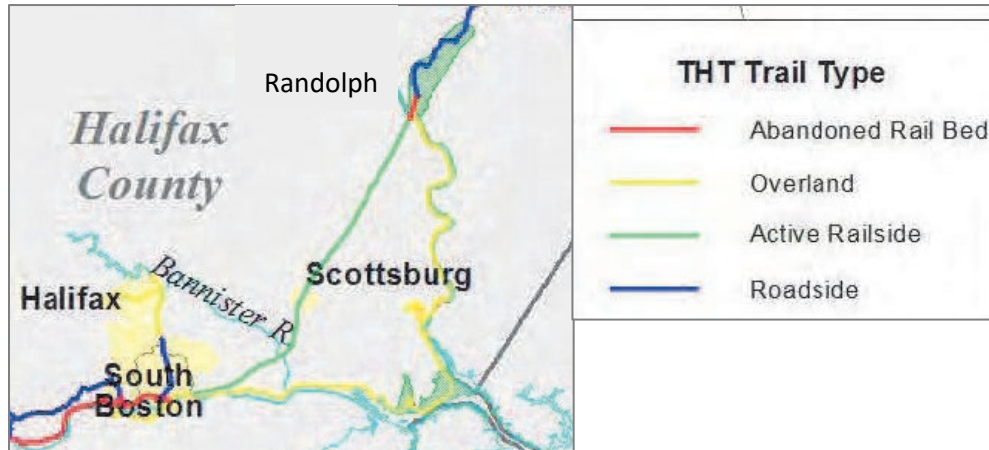 Randolph
Halifax
County
Scottsburg
Bannister R
Halifax
South
Boston
THT Trail Type
Abandoned Rail Bed
Overland
Active Railside
Roadside